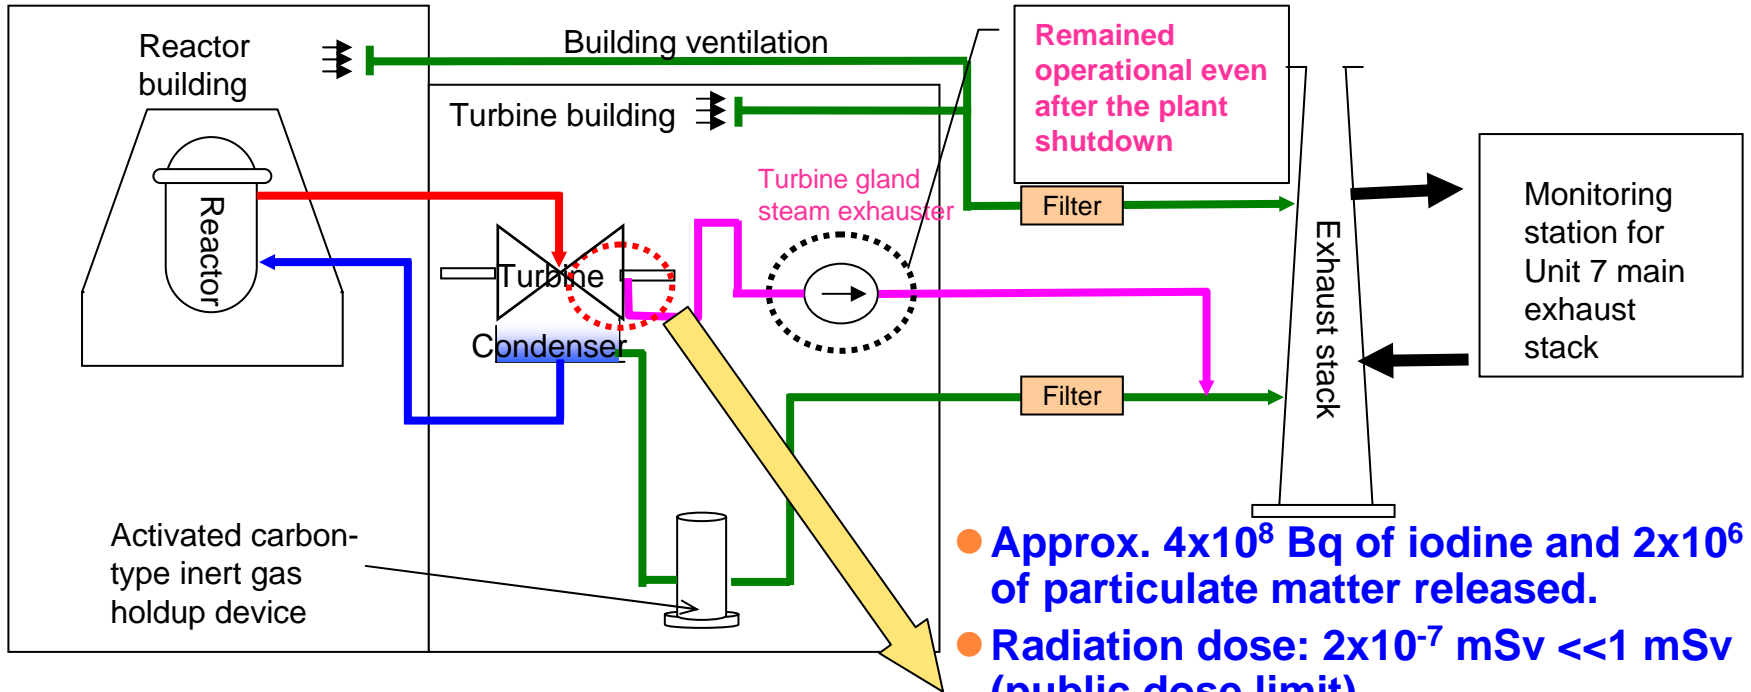 Reactor
building
Building ventilation
Turbine building
Remained
operational even
after the plant
shutdown
Turbine gland
steam exhauster
Reactor
Turbine
Condenser
Filter
Filter
Exhaust stack
Monitoring
station for
Unit 7 main
exhaust
stack
Activated carbon-
type inert gas
holdup device
● Approx. 4x10⁸ Bq of iodine and 2x10⁶
of particulate matter released.
● Radiation dose: 2x10⁻⁷ mSv <<1 mSv
(public dose limit)